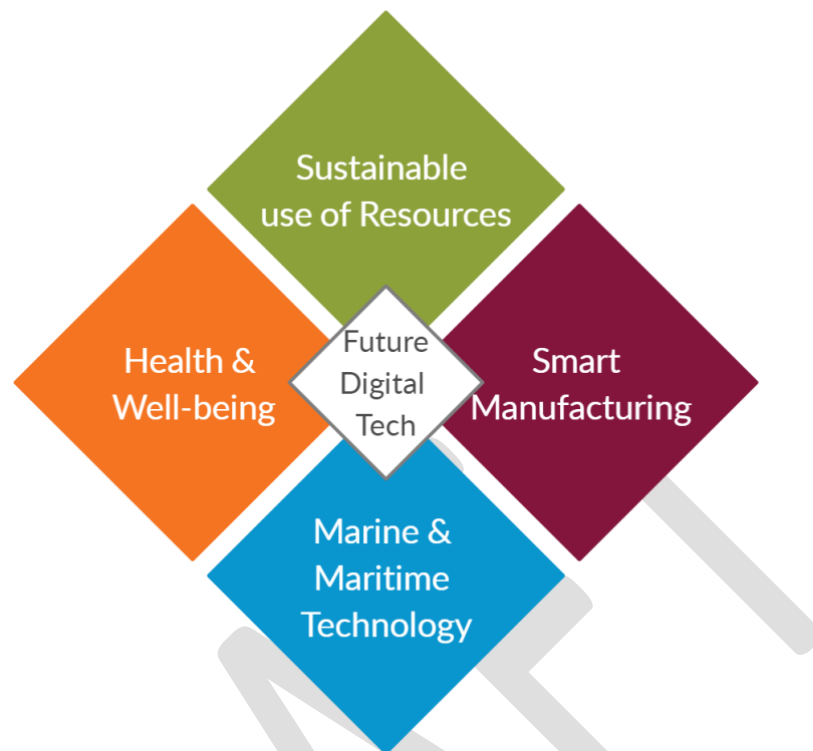 Sustainable
use of Resources
Health &
Well-being
Future
Digital
Tech
Smart
Manufacturing
Marine &
Maritime
Technology